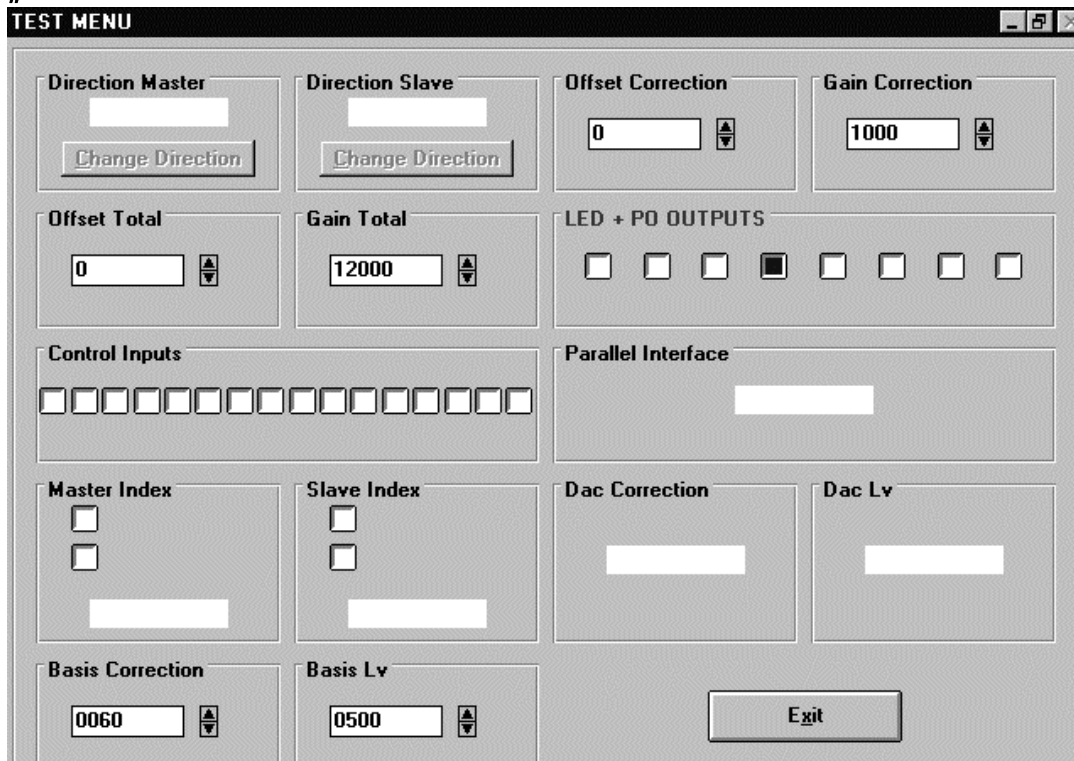 TEST MENU
Direction Master
Direction Slave
Offset Correction
Gain Correction
0
1000
Change Direction
Change Direction
Offset Total
Gain Total
LED + PO OUTPUTS
0
12000
Control Inputs
Parallel Interface
Master Index
Slave Index
Dac Correction
Dac Lv
Basis Correction
Basis Lv
0060
0500
Exit